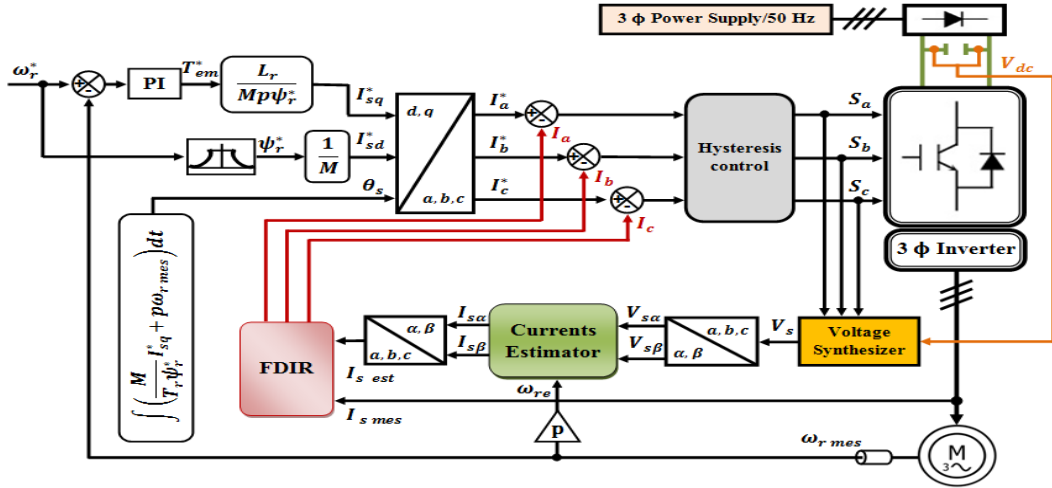 3 ϕ Power Supply/50 Hz
V_dc
ω_r^*
+
-
PI
T_em^*
L_r
Mpψ_r^*
I_sq^*
ψ_r^*
1
M
I_sd^*
θ_s
d,q
a,b,c
I_a^*
I_b^*
I_c^*
+
-
+
-
+
-
I_a
I_b
I_c
Hysteresis
control
S_a
S_b
S_c
3 ϕ Inverter
∫(M/(T_r ψ_r^*) I_sq^* + pω_r mes)dt
FDIR
α,β
a,b,c
I_sα
I_sβ
I_s est
I_s mes
Currents
Estimator
V_sα
V_sβ
a,b,c
α,β
V_s
Voltage
Synthesizer
ω_re
p
ω_r mes
M
3